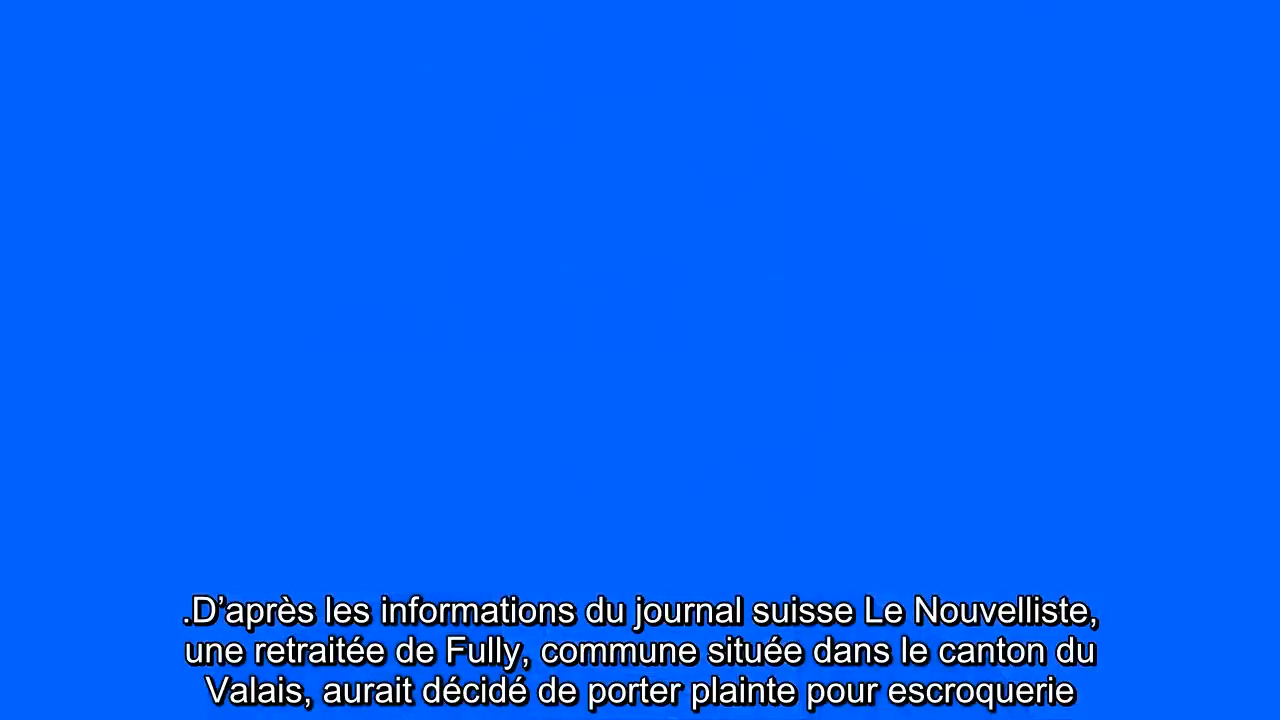 .D’après les informations du journal suisse Le Nouvelliste,
une retraitée de Fully, commune située dans le canton du
Valais, aurait décidé de porter plainte pour escroquerie